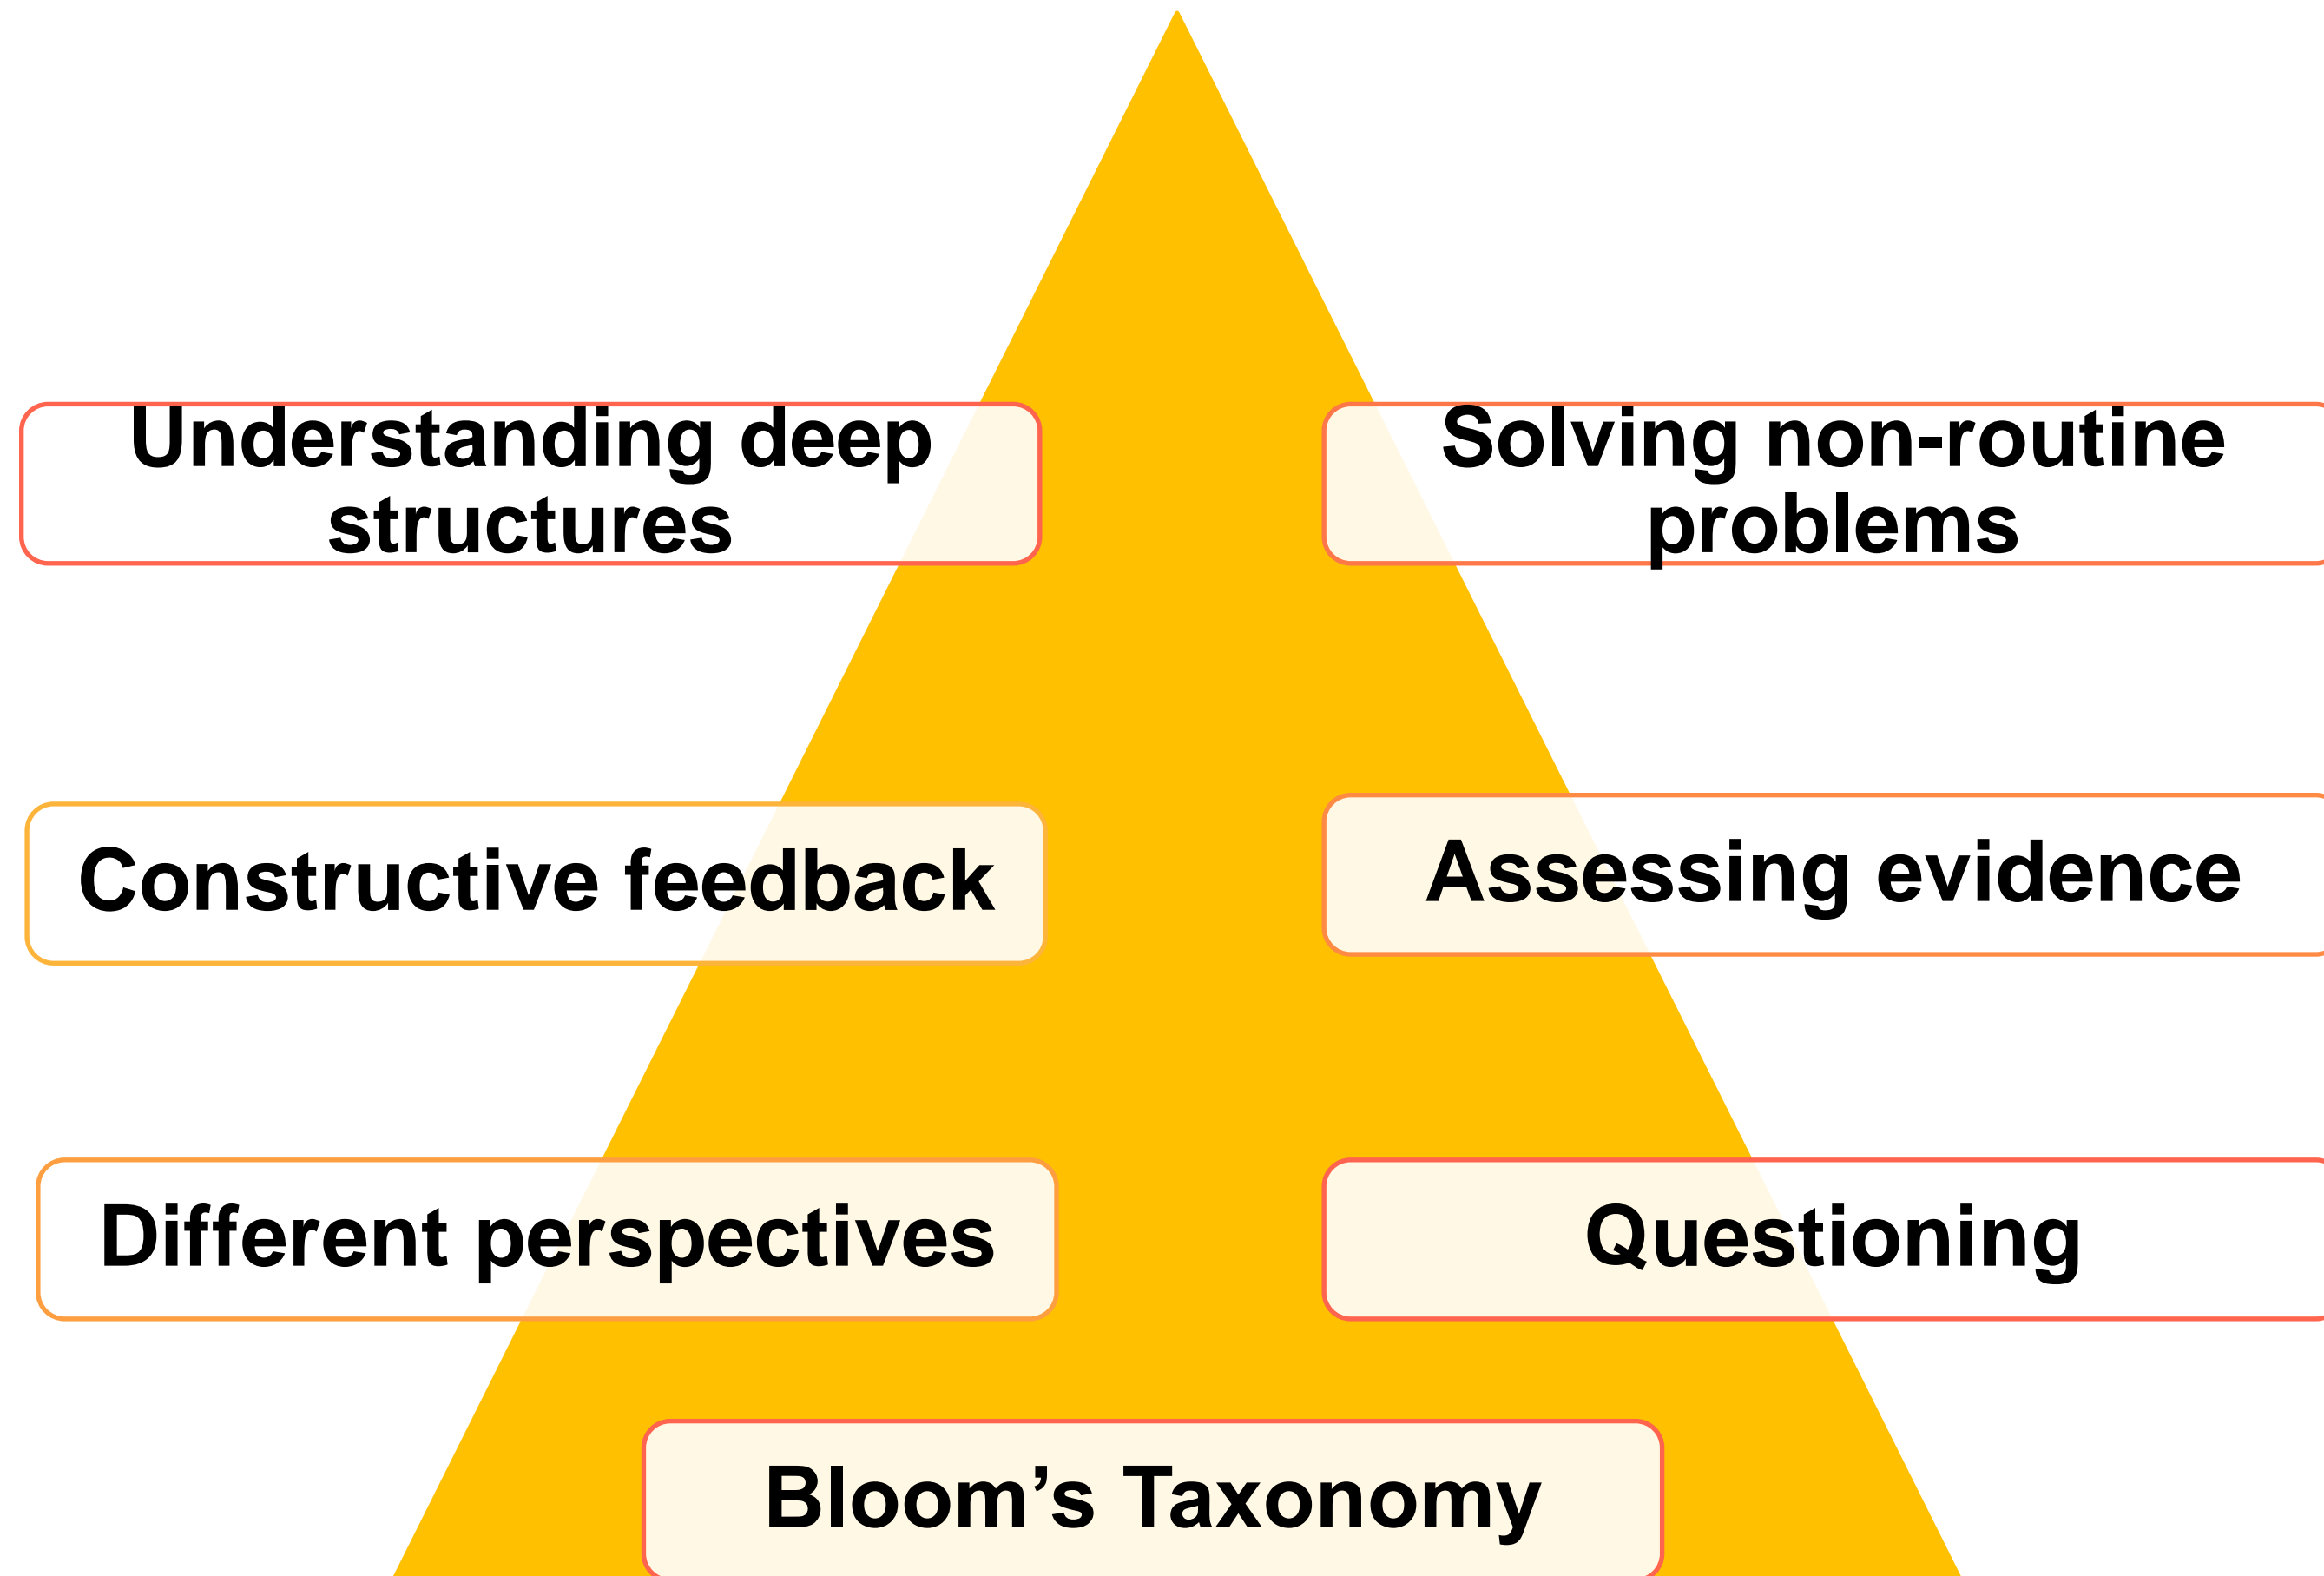 Understanding deep
structures
Solving non-routine
problems
Constructive feedback
Assessing evidence
Different perspectives
Questioning
Bloom’s Taxonomy